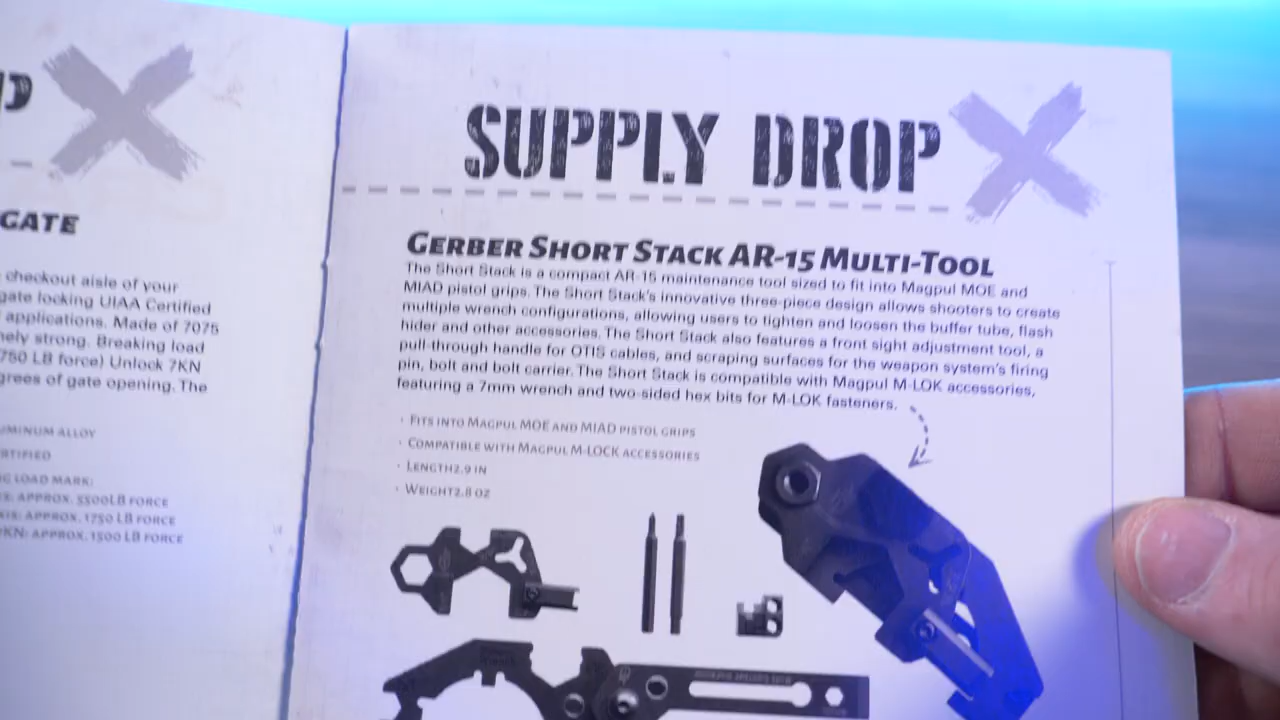 P
GATE
checkout aisle of your
gate locking UIAA Certified
applications. Made of 7075
nely strong. Breaking load
750 LB force) Unlock 7KN
grees of gate opening. The
UMINUM ALLOY
RTIFIED
G LOAD MARK:
S: APPROX. 5500LB FORCE
XIS: APPROX. 1750 LB FORCE
KN: APPROX. 1500 LB FORCE
SUPPLY DROP
GERBER SHORT STACK AR-15 MULTI-TOOL
The Short Stack is a compact AR-15 maintenance tool sized to fit into Magpul MOE and
MIAD pistol grips. The Short Stack's innovative three-piece design allows shooters to create
multiple wrench configurations, allowing users to tighten and loosen the buffer tube, flash
hider and other accessories. The Short Stack also features a front sight adjustment tool, a
pull-through handle for OTIS cables, and scraping surfaces for the weapon system's firing
pin, bolt and bolt carrier. The Short Stack is compatible with Magpul M-LOK accessories,
featuring a 7mm wrench and two-sided hex bits for M-LOK fasteners.
· FITS INTO MAGPUL MOE AND MIAD PISTOL GRIPS
· COMPATIBLE WITH MAGPUL M-LOCK ACCESSORIES
· LENGTH2.9 IN
· WEIGHT2.8 OZ